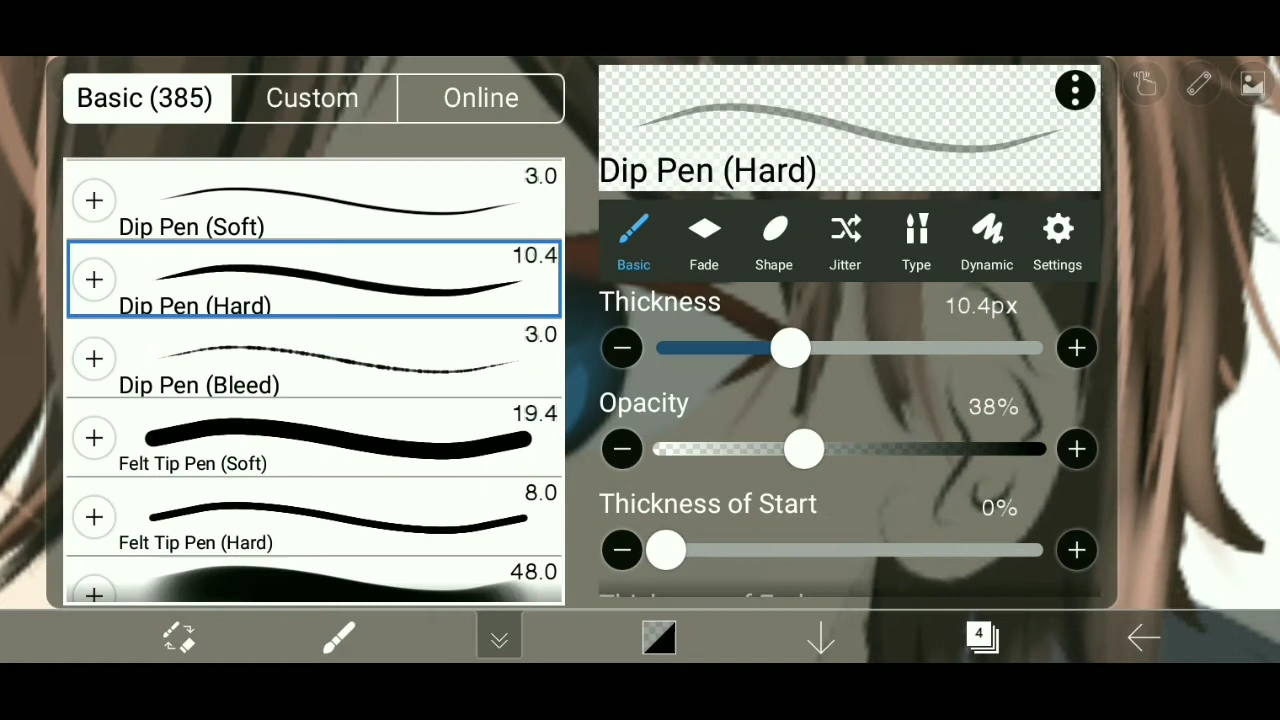 Basic (385)
Custom
Online
3.0
Dip Pen (Soft)
10.4
Dip Pen (Hard)
3.0
Dip Pen (Bleed)
19.4
Felt Tip Pen (Soft)
8.0
Felt Tip Pen (Hard)
48.0
Dip Pen (Hard)
Basic
Fade
Shape
Jitter
Type
Dynamic
Settings
Thickness
10.4px
Opacity
38%
Thickness of Start
0%
4